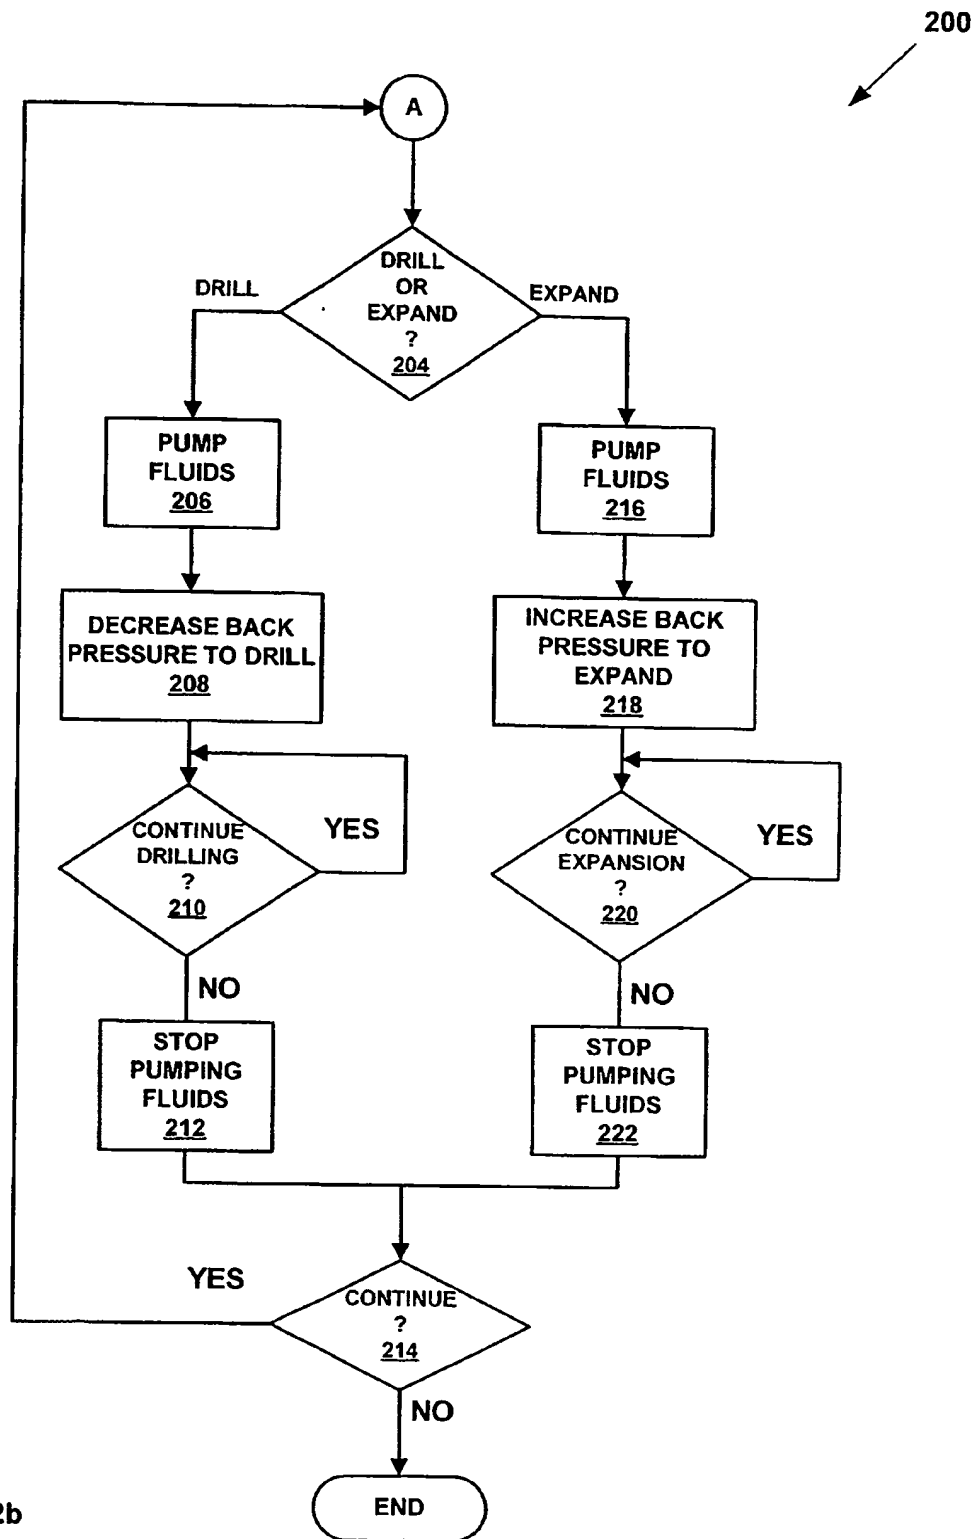 200
A
DRILL
OR
EXPAND
?
204
DRILL
EXPAND
PUMP
FLUIDS
206
PUMP
FLUIDS
216
DECREASE BACK
PRESSURE TO DRILL
208
INCREASE BACK
PRESSURE TO
EXPAND
218
CONTINUE
DRILLING
?
210
YES
CONTINUE
EXPANSION
?
220
YES
NO
NO
STOP
PUMPING
FLUIDS
212
STOP
PUMPING
FLUIDS
222
YES
CONTINUE
?
214
NO
END
2b